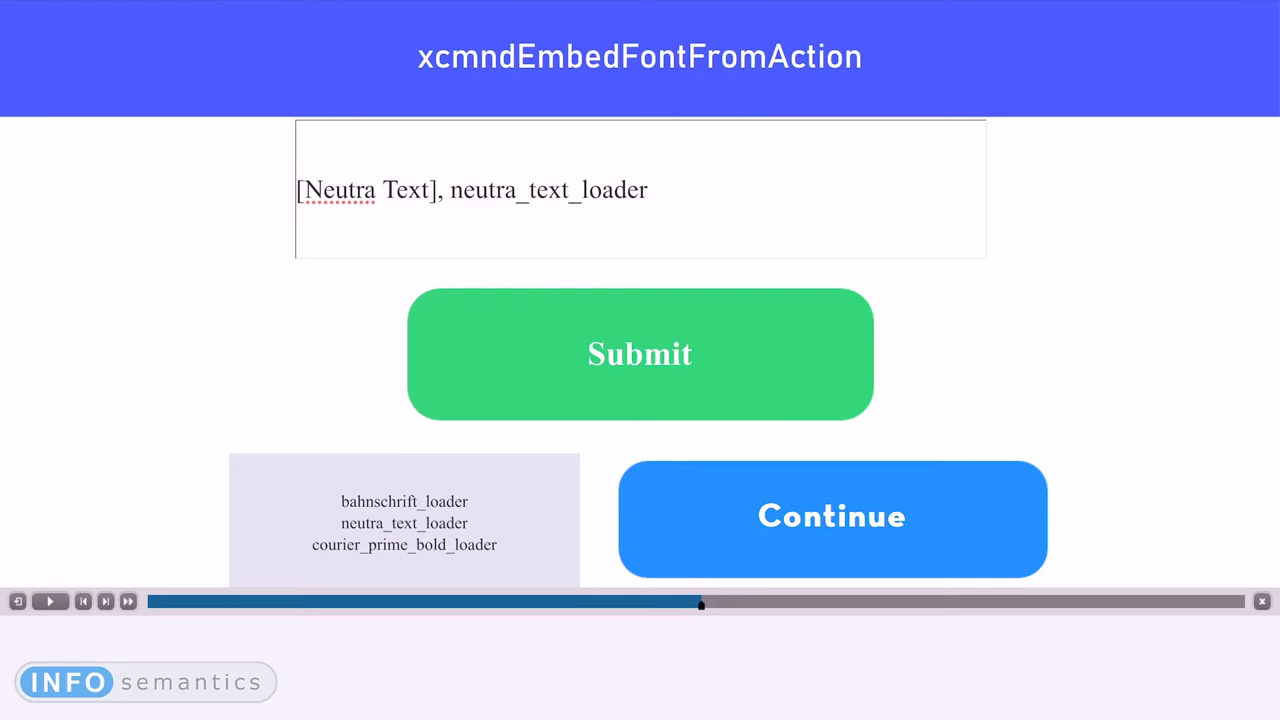 xcmndEmbedFontFromAction
[Neutra Text], neutra_text_loader
Submit
bahnschrift_loader
neutra_text_loader
courier_prime_bold_loader
Continue
INFO semantics